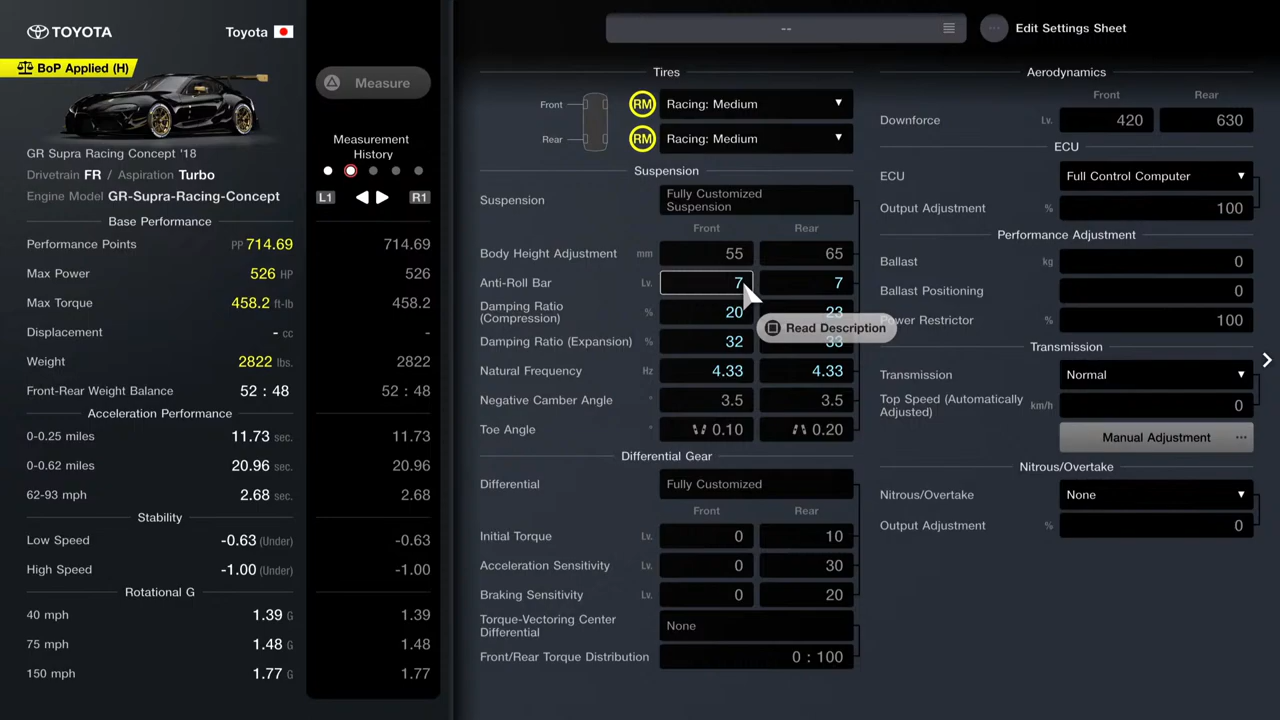 TOYOTA
Toyota
BoP Applied (H)
GR Supra Racing Concept '18
Drivetrain FR / Aspiration Turbo
Engine Model GR-Supra-Racing-Concept
Base Performance
Performance Points PP 714.69
Max Power 526 HP
Max Torque 458.2 ft-lb
Displacement - cc
Weight 2822 lbs.
Front-Rear Weight Balance 52 : 48
Acceleration Performance
0-0.25 miles 11.73 sec.
0-0.62 miles 20.96 sec.
62-93 mph 2.68 sec.
Stability
Low Speed -0.63 (Under)
High Speed -1.00 (Under)
Rotational G
40 mph 1.39 G
75 mph 1.48 G
150 mph 1.77 G
Measure
Measurement
History
L1 R1
714.69
526
458.2
-
2822
52 : 48
11.73
20.96
2.68
-0.63
-1.00
1.39
1.48
1.77
--
Edit Settings Sheet
Tires
Front RM Racing: Medium
Rear RM Racing: Medium
Suspension
Suspension Fully Customized
Suspension
Front Rear
Body Height Adjustment mm 55 65
Anti-Roll Bar Lv. 7 7
Damping Ratio
(Compression) % 20 23
Read Description
Damping Ratio (Expansion) % 32 33
Natural Frequency Hz 4.33 4.33
Negative Camber Angle ° 3.5 3.5
Toe Angle ° 0.10 0.20
Differential Gear
Differential Fully Customized
Front Rear
Initial Torque Lv. 0 10
Acceleration Sensitivity Lv. 0 30
Braking Sensitivity Lv. 0 20
Torque-Vectoring Center
Differential None
Front/Rear Torque Distribution 0 : 100
Aerodynamics
Front Rear
Downforce Lv. 420 630
ECU
ECU Full Control Computer
Output Adjustment % 100
Performance Adjustment
Ballast kg 0
Ballast Positioning 0
Power Restrictor % 100
Transmission
Transmission Normal
Top Speed (Automatically
Adjusted) km/h 0
Manual Adjustment
Nitrous/Overtake
Nitrous/Overtake None
Output Adjustment % 0